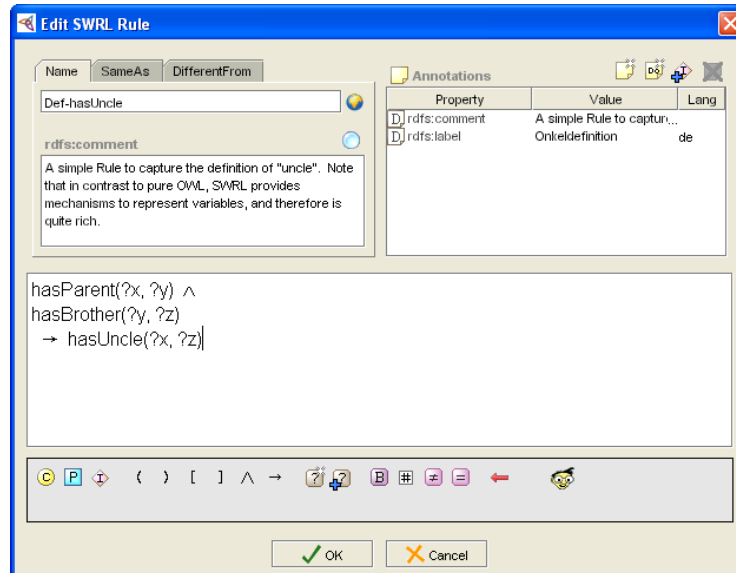 Edit SWRL Rule
Name SameAs DifferentFrom
Def-hasUncle
rdfs:comment
A simple Rule to capture the definition of "uncle". Note
that in contrast to pure OWL, SWRL provides
mechanisms to represent variables, and therefore is
quite rich.
Annotations
Property Value Lang
D rdfs:comment A simple Rule to captur...
D rdfs:label Onkeldefinition de
hasParent(?x, ?y) ∧
hasBrother(?y, ?z)
→ hasUncle(?x, ?z)
C P I ( ) [ ] ∧ → ? ? B # ≠ = ←
OK Cancel